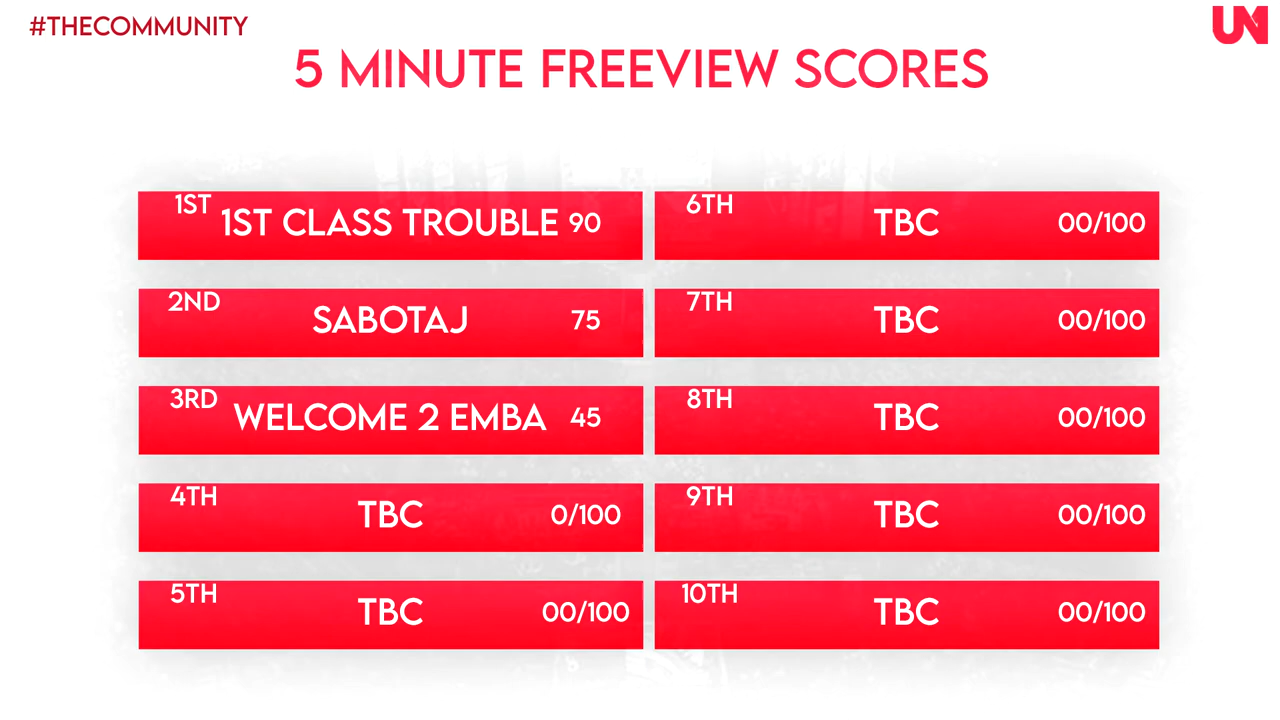 #THECOMMUNITY
UN
5 MINUTE FREEVIEW SCORES
1ST 1ST CLASS TROUBLE 90
2ND SABOTAJ 75
3RD WELCOME 2 EMBA 45
4TH TBC 0/100
5TH TBC 00/100
6TH TBC 00/100
7TH TBC 00/100
8TH TBC 00/100
9TH TBC 00/100
10TH TBC 00/100